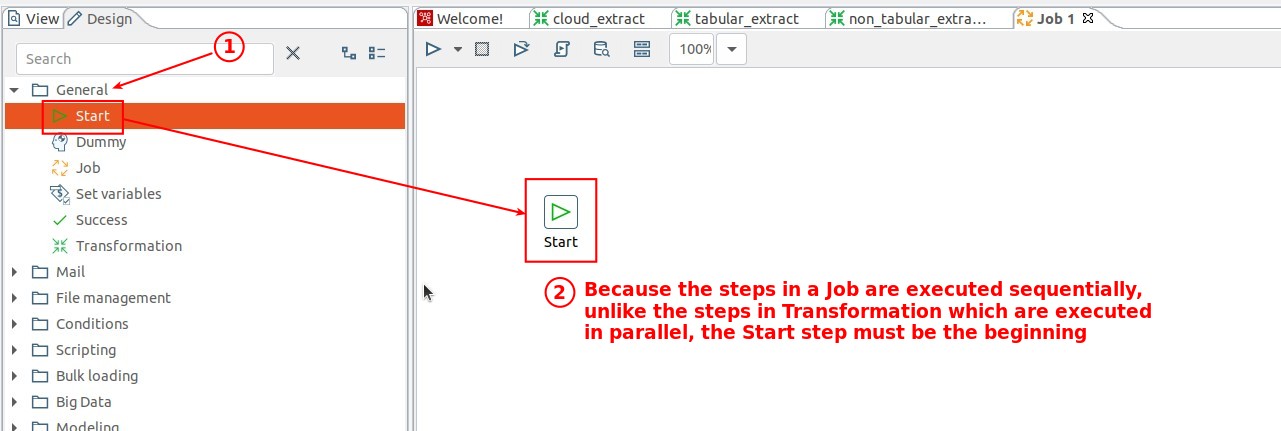 View
Design
Welcome!
cloud_extract
tabular_extract
non_tabular_extra...
Job 1
Search
1
100%
General
Start
Dummy
Job
Set variables
Success
Transformation
Mail
File management
Conditions
Scripting
Bulk loading
Big Data
Modeling
Start
2
Because the steps in a Job are executed sequentially,
unlike the steps in Transformation which are executed
in parallel, the Start step must be the beginning